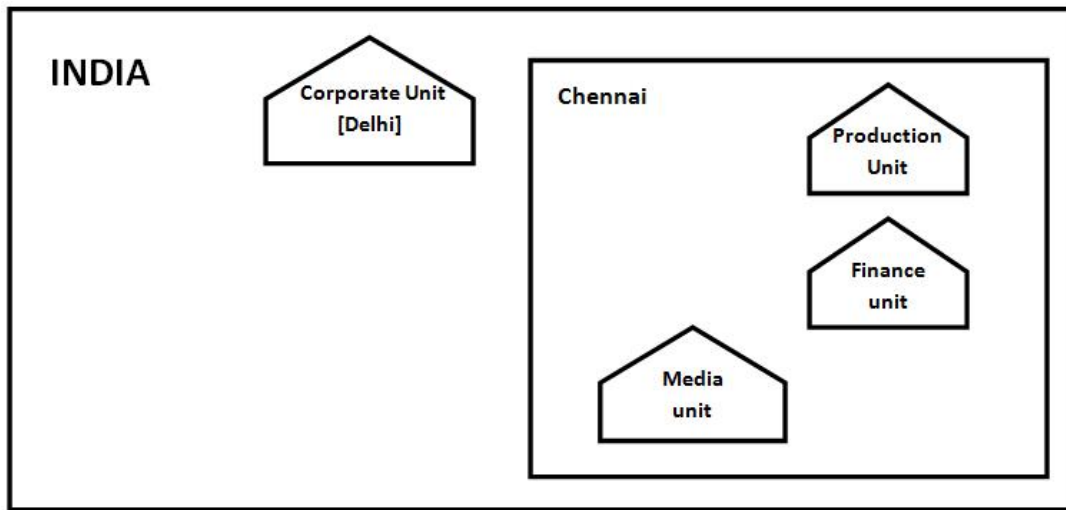 INDIA
Corporate Unit
[Delhi]
Chennai
Production
Unit
Finance
unit
Media
unit